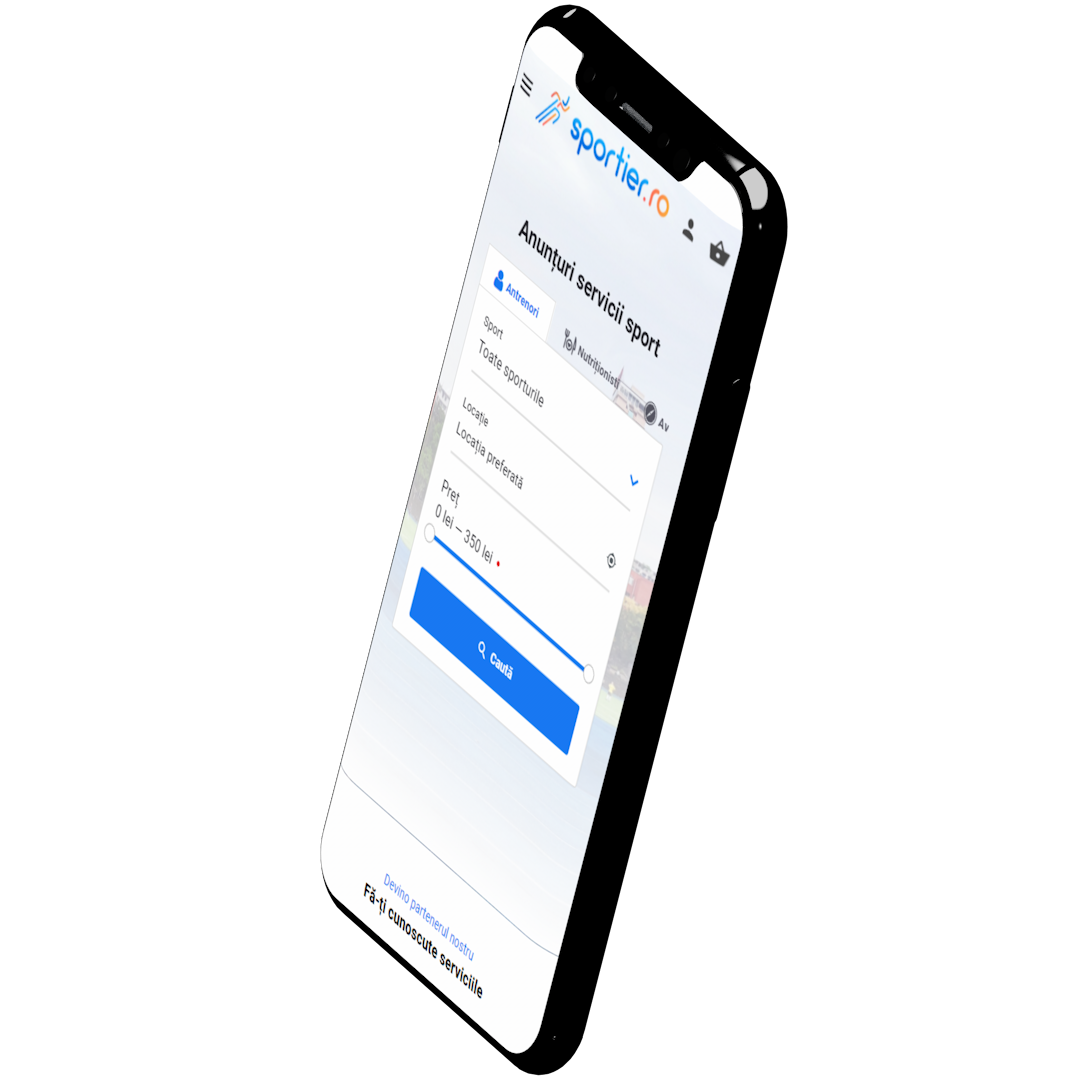 sportier.ro
Anunțuri servicii sport
Antrenori
Nutriționiști
Av
Sport
Toate sporturile
Locație
Locația preferată
Preț
0 lei – 350 lei
Caută
Devino partenerul nostru
Fă-ți cunoscute serviciile